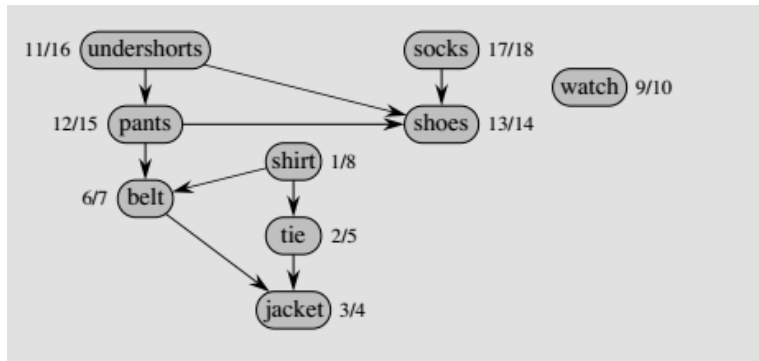 11/16 undershorts socks 17/18
watch 9/10
12/15 pants shoes 13/14
shirt 1/8
6/7 belt
tie 2/5
jacket 3/4